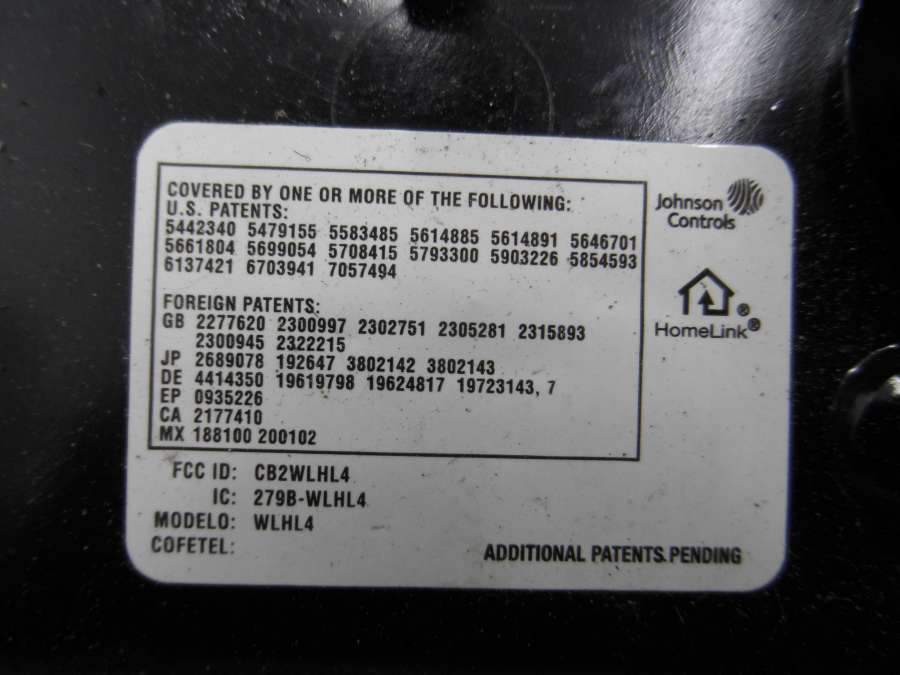 COVERED BY ONE OR MORE OF THE FOLLOWING:
U.S. PATENTS:
5442340 5479155 5583485 5614885 5614891 5646701
5661804 5699054 5708415 5793300 5903226 5854593
6137421 6703941 7057494
FOREIGN PATENTS:
GB 2277620 2300997 2302751 2305281 2315893
2300945 2322215
JP 2689078 192647 3802142 3802143
DE 4414350 19619798 19624817 19723143, 7
EP 0935226
CA 2177410
MX 188100 200102
Johnson
Controls
®
HomeLink®
FCC ID: CB2WLHL4
IC: 279B-WLHL4
MODELO: WLHL4
COFETEL:
ADDITIONAL PATENTS PENDING